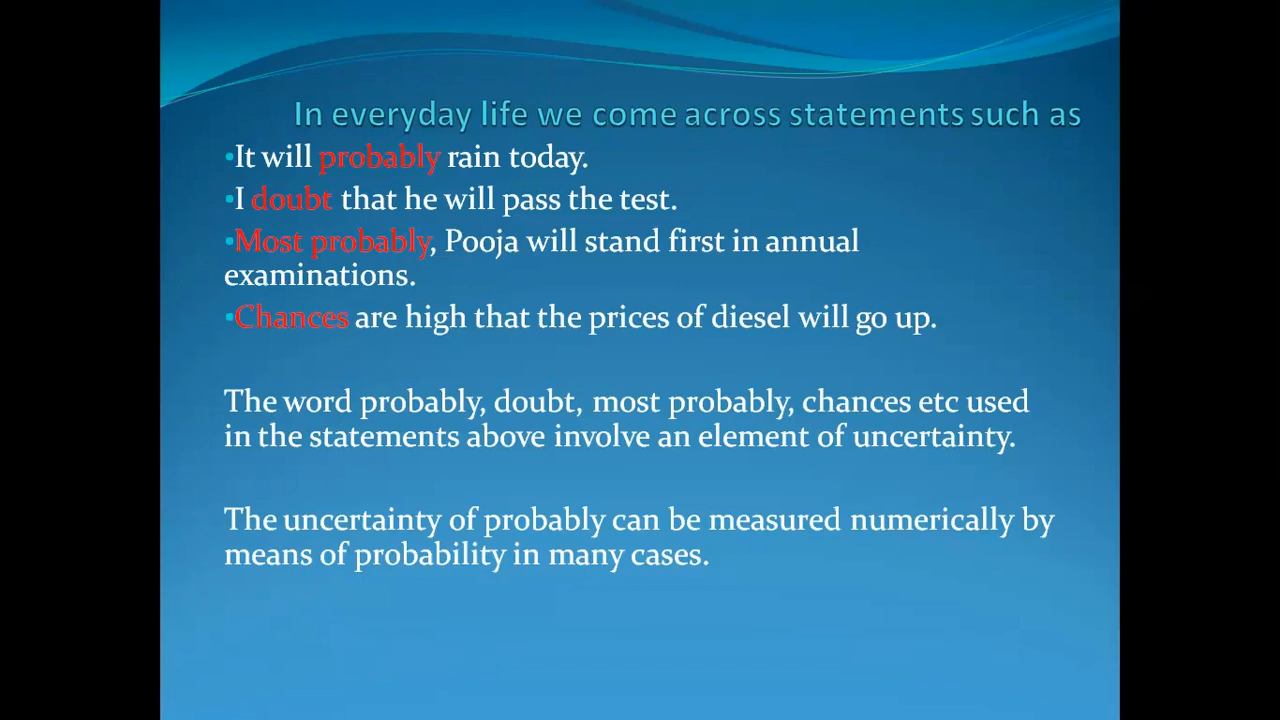 In everyday life we come across statements such as
•It will probably rain today.
•I doubt that he will pass the test.
•Most probably, Pooja will stand first in annual
examinations.
•Chances are high that the prices of diesel will go up.
The word probably, doubt, most probably, chances etc used
in the statements above involve an element of uncertainty.
The uncertainty of probably can be measured numerically by
means of probability in many cases.